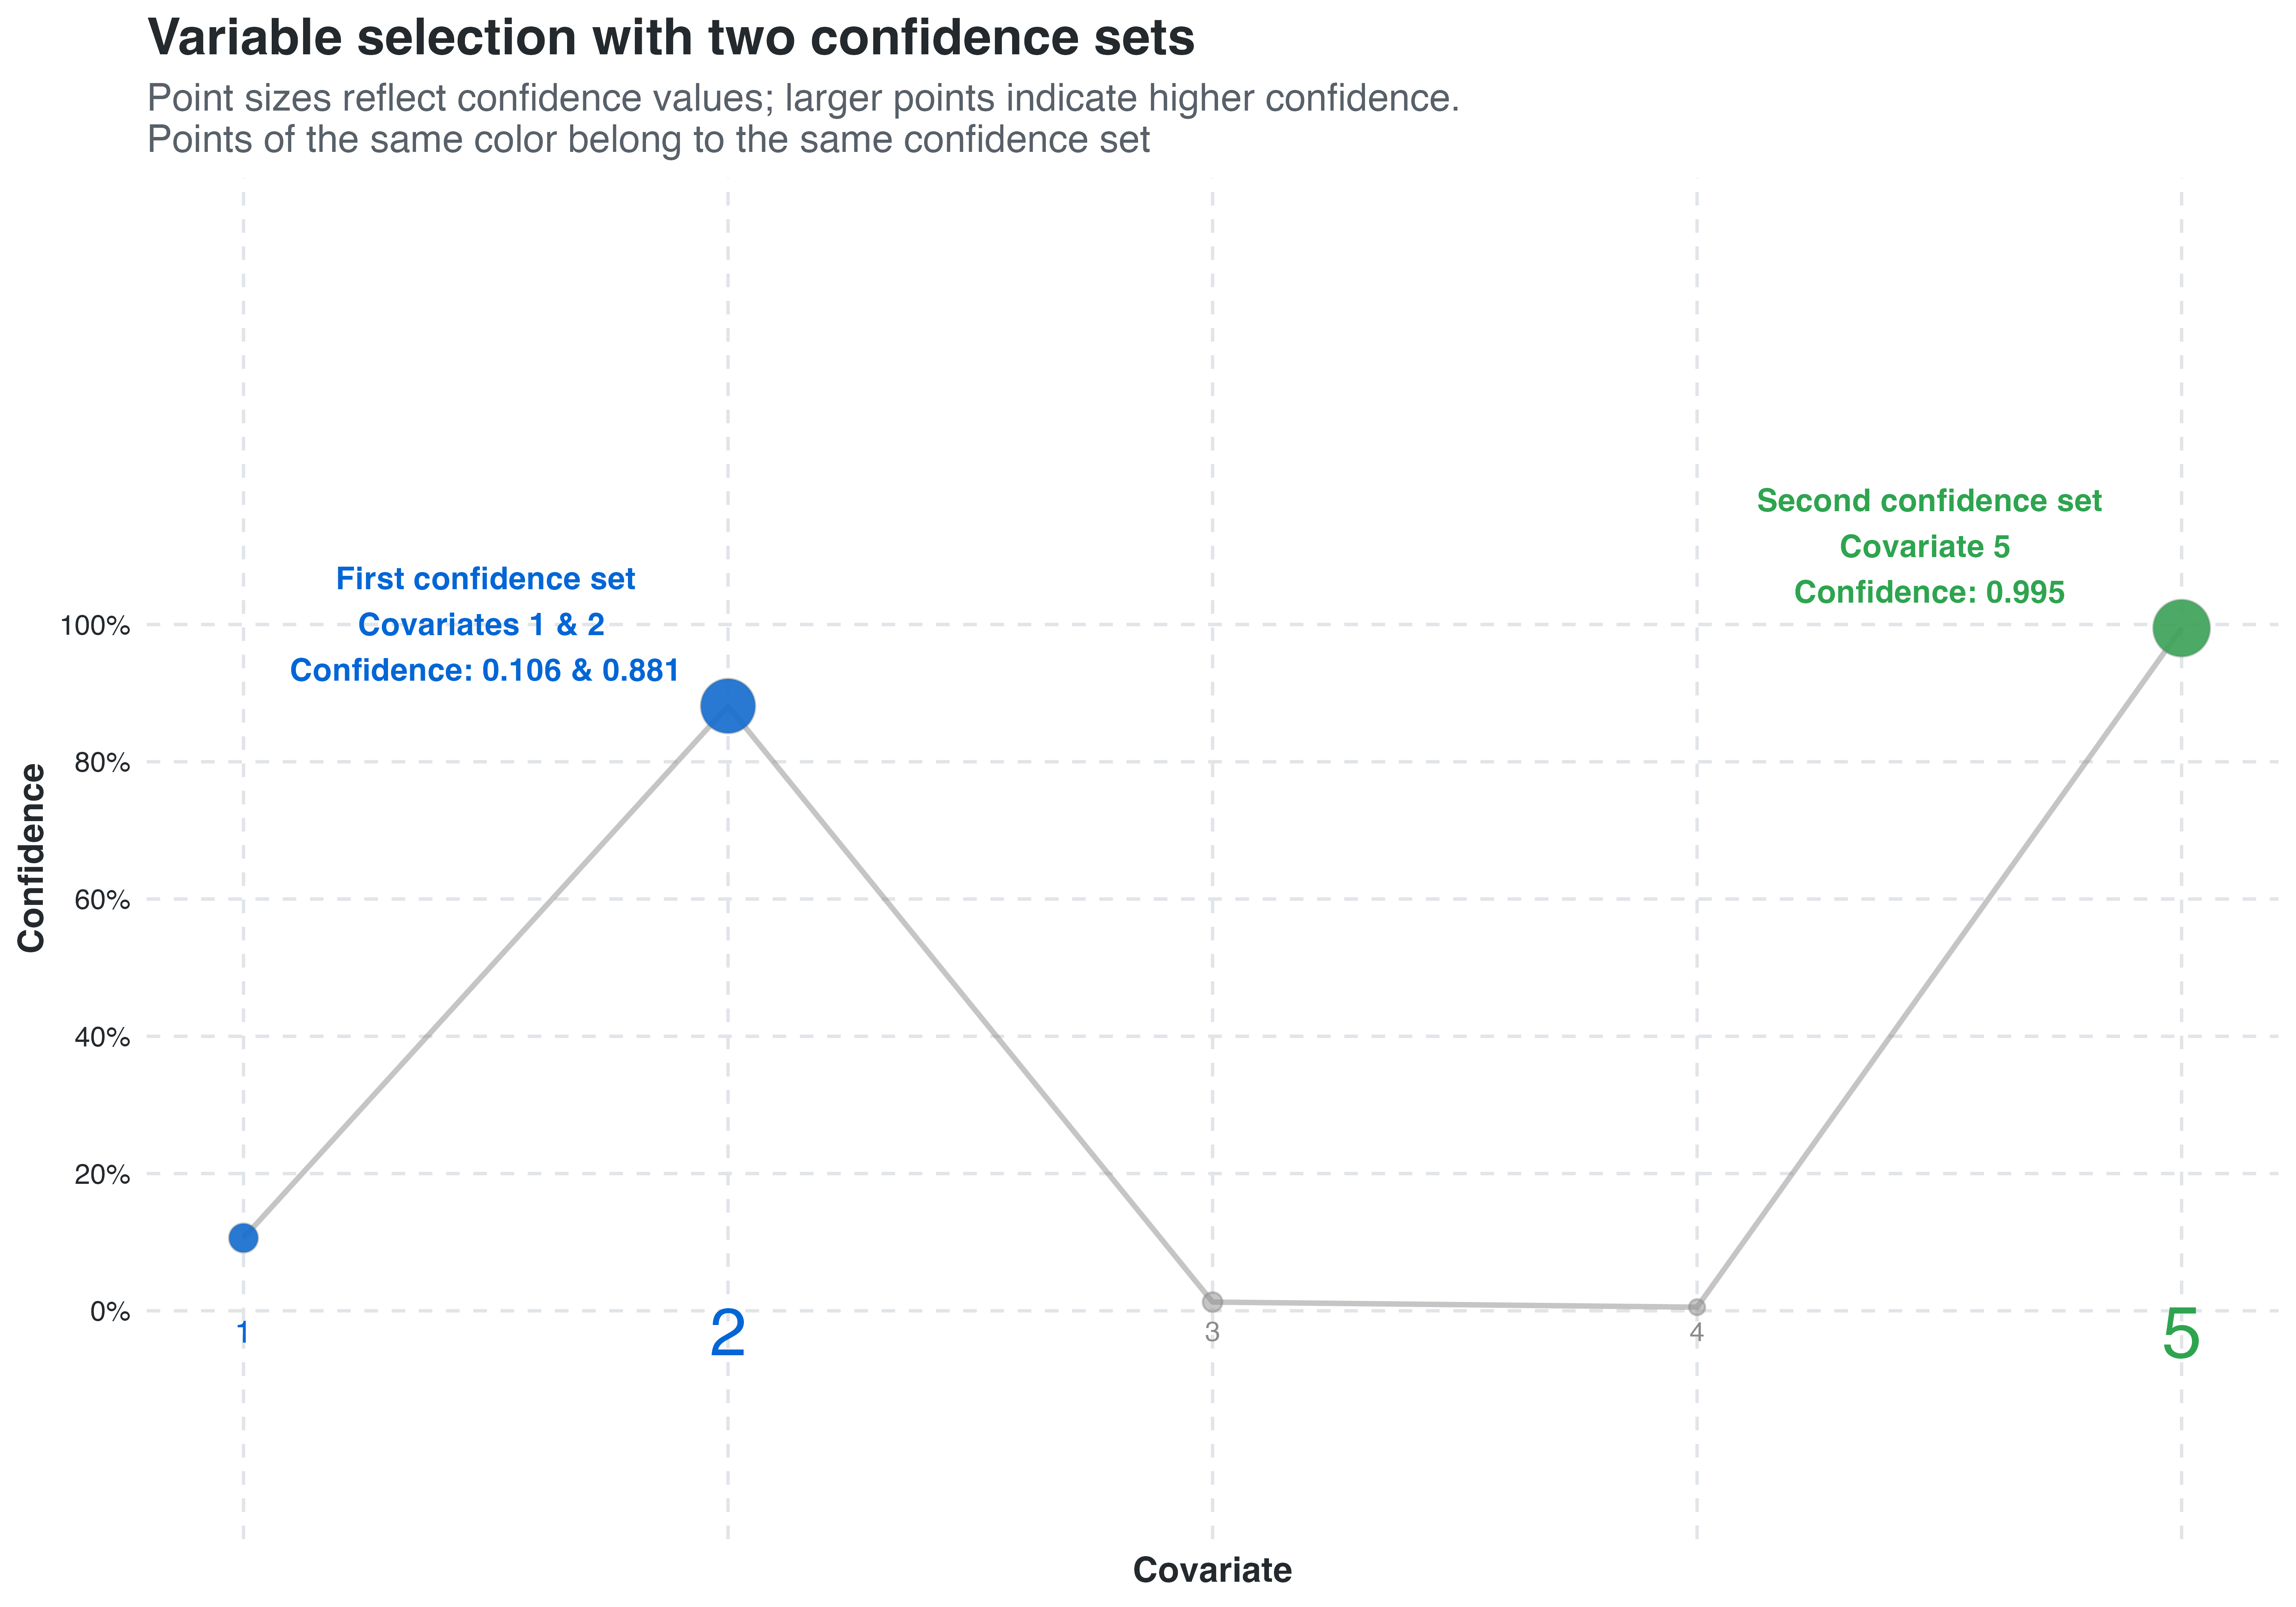 Variable selection with two confidence sets
Point sizes reflect confidence values; larger points indicate higher confidence.
Points of the same color belong to the same confidence set
Second confidence set
Covariate 5
Confidence: 0.995
First confidence set
Covariates 1 & 2
Confidence: 0.106 & 0.881
100%
80%
60%
40%
20%
0%
Confidence
1 2 3 4 5
Covariate